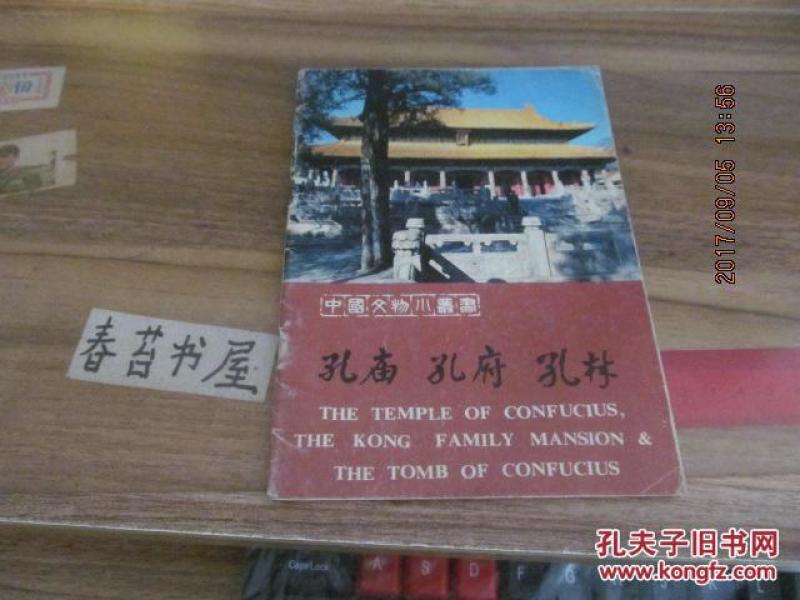 中國文物小叢書
孔庙 孔府 孔林
THE TEMPLE OF CONFUCIUS,
THE KONG FAMILY MANSION &
THE TOMB OF CONFUCIUS
春苔书屋
2017/09/05 13:56
Caps Lock
A S D F G J K L
孔夫子旧书网
www.kongfz.com